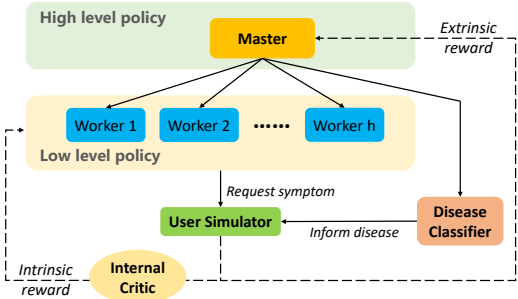 High level policy
Master
Extrinsic
reward
Worker 1
Worker 2
......
Worker h
Low level policy
Request symptom
User Simulator
Inform disease
Disease
Classifier
Intrinsic
reward
Internal
Critic